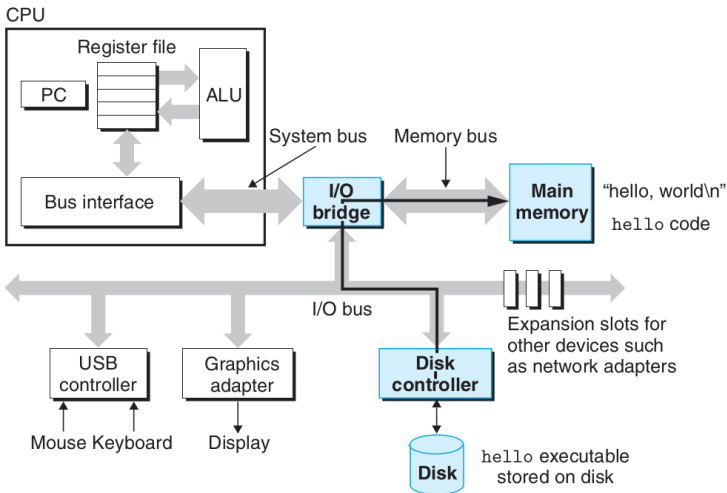 CPU
Register file
PC
ALU
System bus
Memory bus
Bus interface
I/O
bridge
Main
memory
“hello, world\n”
hello code
I/O bus
Expansion slots for
other devices such
as network adapters
USB
controller
Graphics
adapter
Disk
controller
Mouse Keyboard
Display
Disk
hello executable
stored on disk